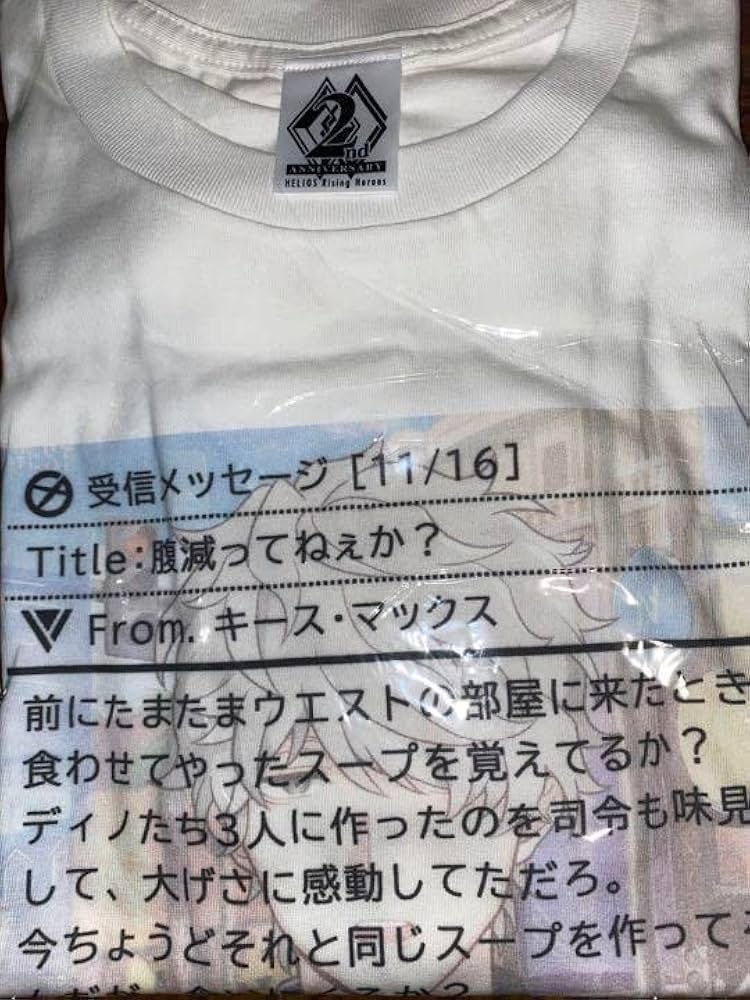 2nd
ANNIVERSARY
HELIOS Rising Heroes
受信メッセージ [11/16]
Title:腹減ってねぇか?
From. キース・マックス
前にたまたまウエストの部屋に来たとき
食わせてやったスープを覚えてるか?
ディノたち3人に作ったのを司令も味見
して、大げさに感動してただろ。
今ちょうどそれと同じスープを作って